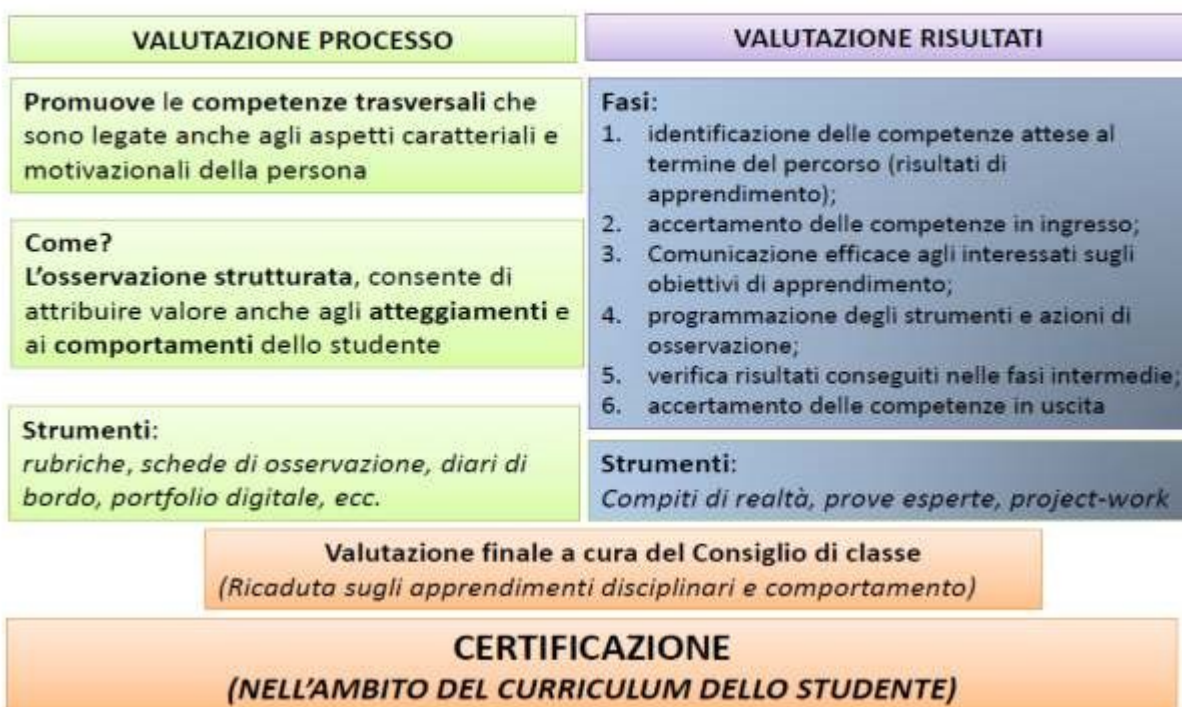 VALUTAZIONE PROCESSO
Promuove le competenze trasversali che
sono legate anche agli aspetti caratteriali e
motivazionali della persona
Come?
L'osservazione strutturata, consente di
attribuire valore anche agli atteggiamenti e
ai comportamenti dello studente
Strumenti:
rubriche, schede di osservazione, diari di
bordo, portfolio digitale, ecc.
VALUTAZIONE RISULTATI
Fasi:
1. identificazione delle competenze attese al
termine del percorso (risultati di
apprendimento);
2. accertamento delle competenze in ingresso;
3. Comunicazione efficace agli interessati sugli
obiettivi di apprendimento;
4. programmazione degli strumenti e azioni di
osservazione;
5. verifica risultati conseguiti nelle fasi intermedie;
6. accertamento delle competenze in uscita
Strumenti:
Compiti di realtà, prove esperte, project-work
Valutazione finale a cura del Consiglio di classe
(Ricaduta sugli apprendimenti disciplinari e comportamento)
CERTIFICAZIONE
(NELL'AMBITO DEL CURRICULUM DELLO STUDENTE)